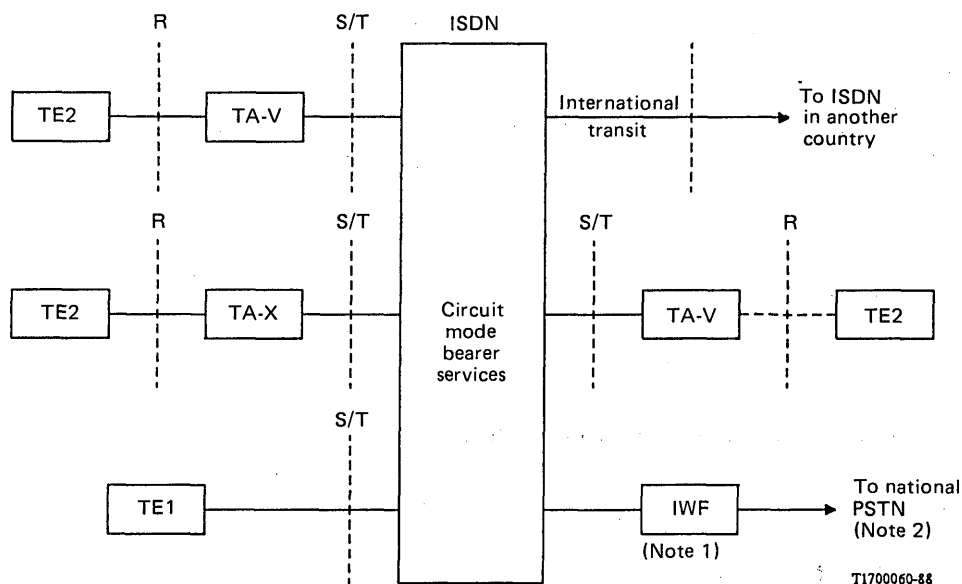 R
S/T
ISDN
TE2
TA-V
International
transit
To ISDN
in another
country
R
S/T
S/T
R
TE2
TA-X
Circuit
mode
bearer
services
TA-V
TE2
S/T
TE1
IWF
(Note 1)
To national
PSTN
(Note 2)
T1700060-88